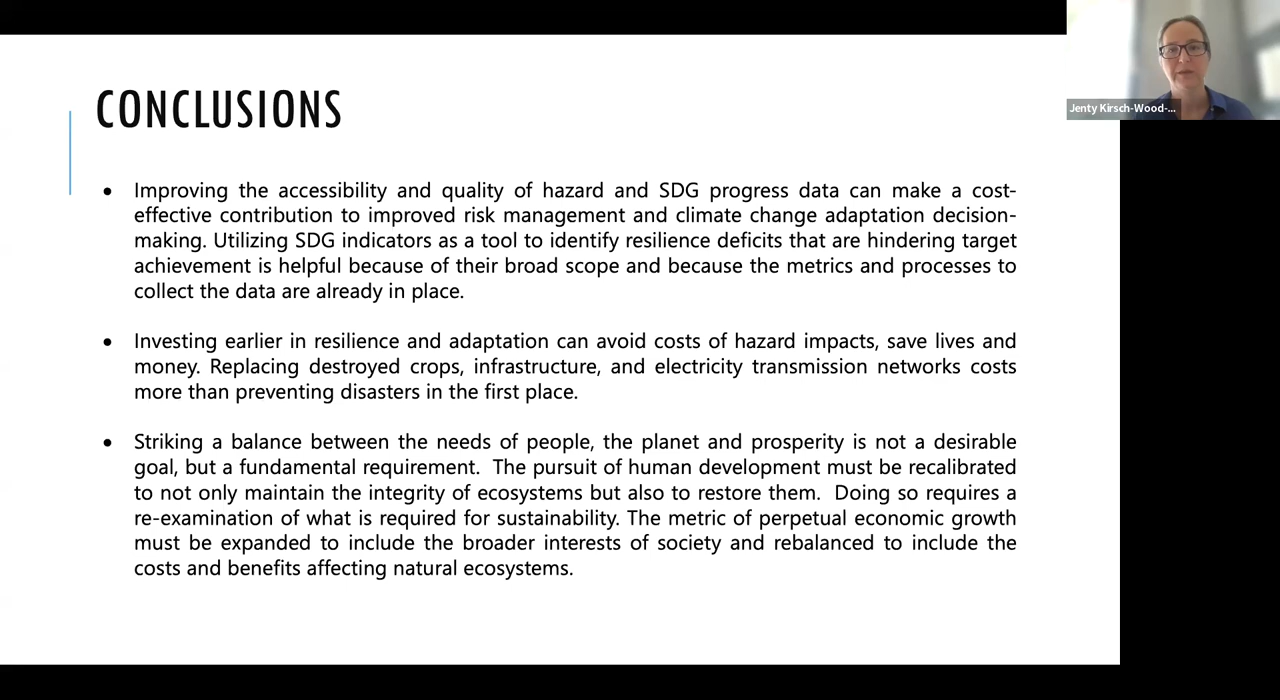 CONCLUSIONS
Jenty Kirsch-Wood-...
• Improving the accessibility and quality of hazard and SDG progress data can make a cost-
effective contribution to improved risk management and climate change adaptation decision-
making. Utilizing SDG indicators as a tool to identify resilience deficits that are hindering target
achievement is helpful because of their broad scope and because the metrics and processes to
collect the data are already in place.
• Investing earlier in resilience and adaptation can avoid costs of hazard impacts, save lives and
money. Replacing destroyed crops, infrastructure, and electricity transmission networks costs
more than preventing disasters in the first place.
• Striking a balance between the needs of people, the planet and prosperity is not a desirable
goal, but a fundamental requirement.  The pursuit of human development must be recalibrated
to not only maintain the integrity of ecosystems but also to restore them.  Doing so requires a
re-examination of what is required for sustainability. The metric of perpetual economic growth
must be expanded to include the broader interests of society and rebalanced to include the
costs and benefits affecting natural ecosystems.